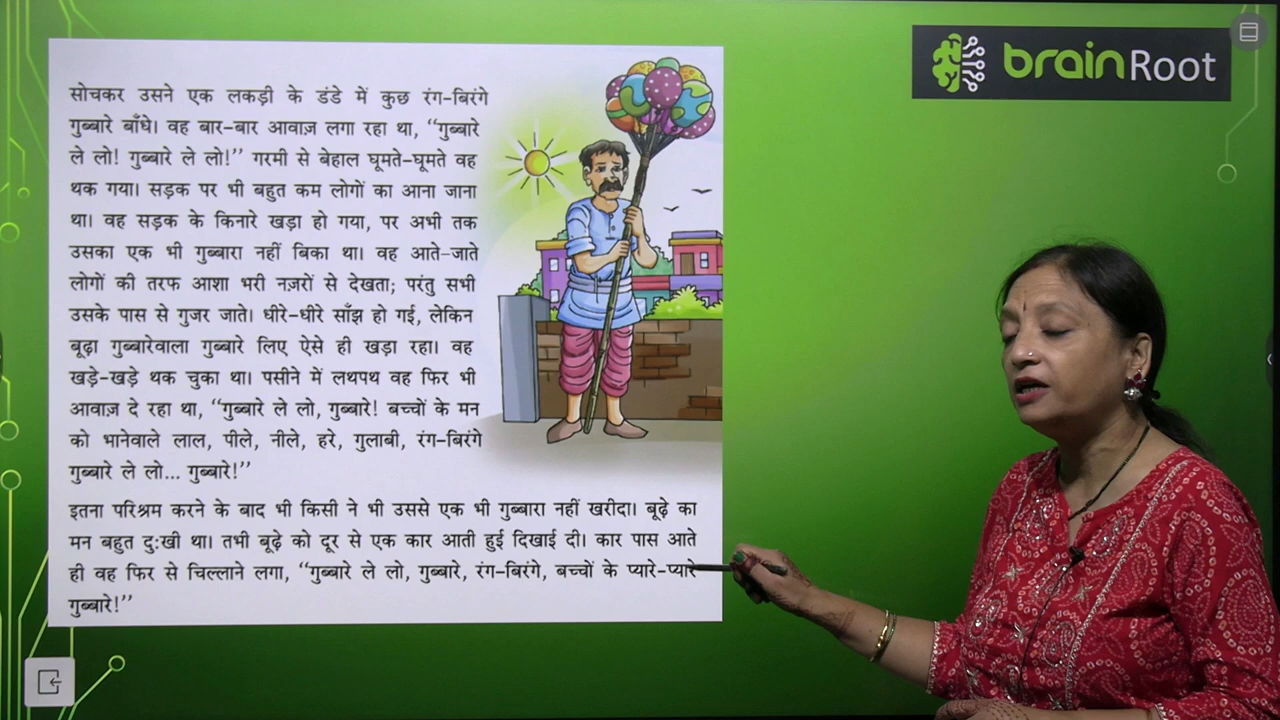 सोचकर उसने एक लकड़ी के डंडे में कुछ रंग-बिरंगे
गुब्बारे बाँधे। वह बार-बार आवाज़ लगा रहा था, ‘‘गुब्बारे
ले लो! गुब्बारे ले लो!’’ गरमी से बेहाल घूमते-घूमते वह
थक गया। सड़क पर भी बहुत कम लोगों का आना जाना
था। वह सड़क के किनारे खड़ा हो गया, पर अभी तक
उसका एक भी गुब्बारा नहीं बिका था। वह आते-जाते
लोगों की तरफ आशा भरी नज़रों से देखता; परंतु सभी
उसके पास से गुजर जाते। धीरे-धीरे साँझ हो गई, लेकिन
बूढ़ा गुब्बारेवाला गुब्बारे लिए ऐसे ही खड़ा रहा। वह
खड़े-खड़े थक चुका था। पसीने में लथपथ वह फिर भी
आवाज़ दे रहा था, ‘‘गुब्बारे ले लो, गुब्बारे! बच्चों के मन
को भानेवाले लाल, पीले, नीले, हरे, गुलाबी, रंग-बिरंगे
गुब्बारे ले लो... गुब्बारे!’’
इतना परिश्रम करने के बाद भी किसी ने भी उससे एक भी गुब्बारा नहीं खरीदा। बूढ़े का
मन बहुत दु:खी था। तभी बूढ़े को दूर से एक कार आती हुई दिखाई दी। कार पास आते
ही वह फिर से चिल्लाने लगा, ‘‘गुब्बारे ले लो, गुब्बारे, रंग-बिरंगे, बच्चों के प्यारे-प्यारे
गुब्बारे!’’
brainRoot